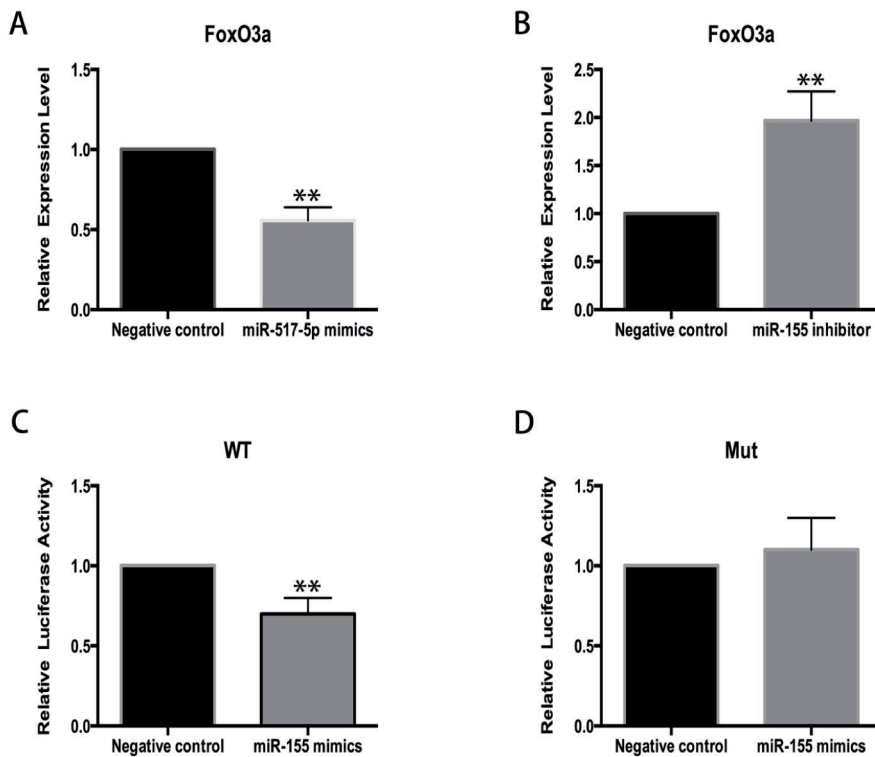 A
FoxO3a
Relative Expression Level
1.5
1.0
0.5
0.0
**
Negative control
miR-517-5p mimics
B
FoxO3a
Relative Expression Level
2.5
2.0
1.5
1.0
0.5
0.0
**
Negative control
miR-155 inhibitor
C
WT
Relative Luciferase Activity
1.5
1.0
0.5
0.0
**
Negative control
miR-155 mimics
D
Mut
Relative Luciferase Activity
1.5
1.0
0.5
0.0
Negative control
miR-155 mimics